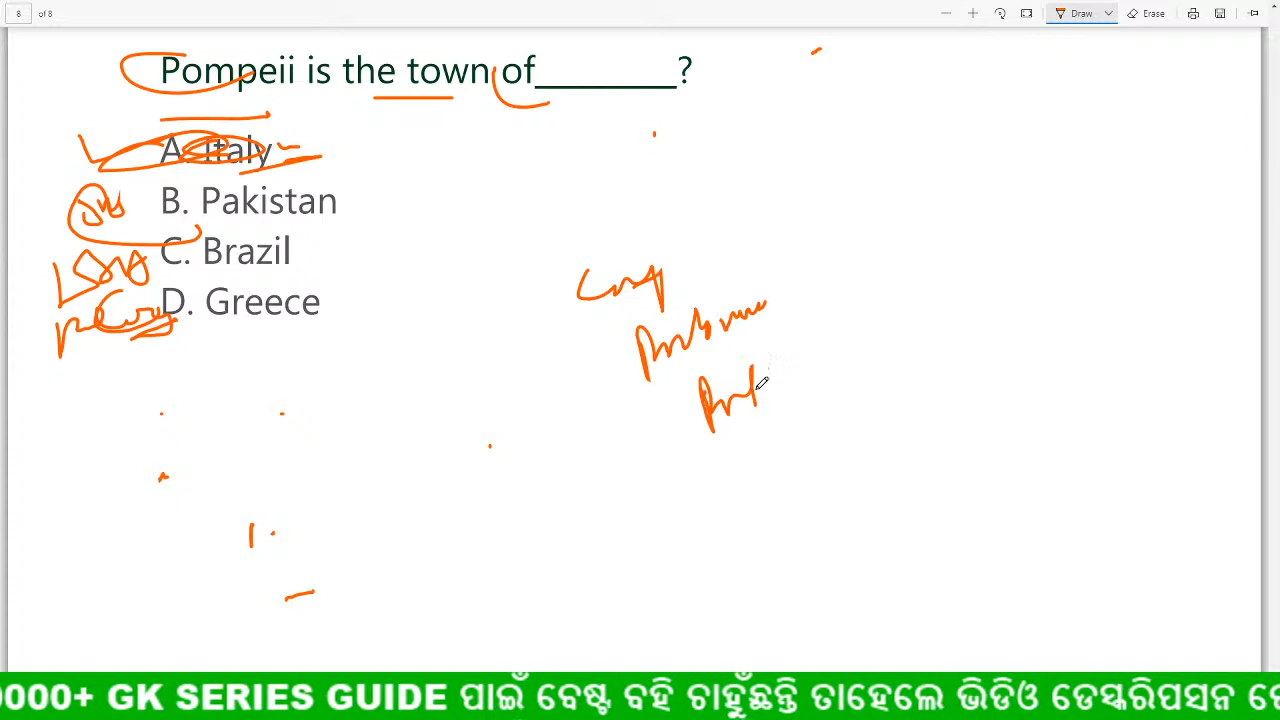 8 of 8
Draw
Erase
Pompeii is the town of________?
A. Italy
B. Pakistan
C. Brazil
D. Greece
0000+ GK SERIES GUIDE ପାଇଁ ବେଷ୍ଟ ବହି ଚାହୁଁଛନ୍ତି ତାହେଲେ ଭିଡିଓ ଡେସ୍କରିପସନ